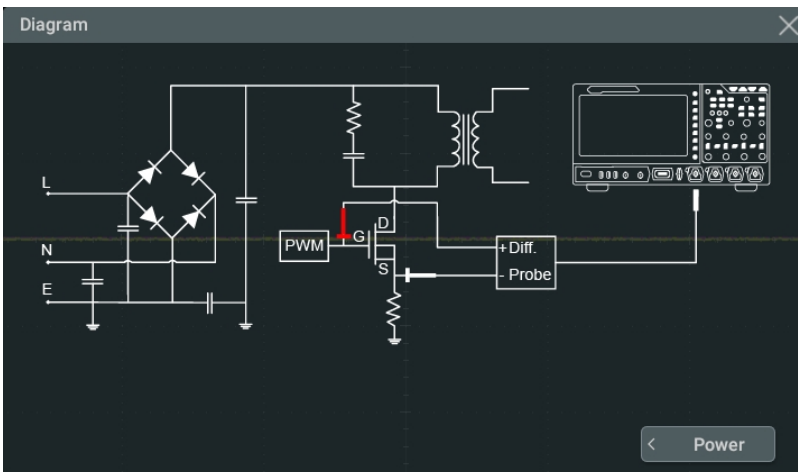 Diagram
L
N
E
PWM
G
D
S
+ Diff.
- Probe
< Power